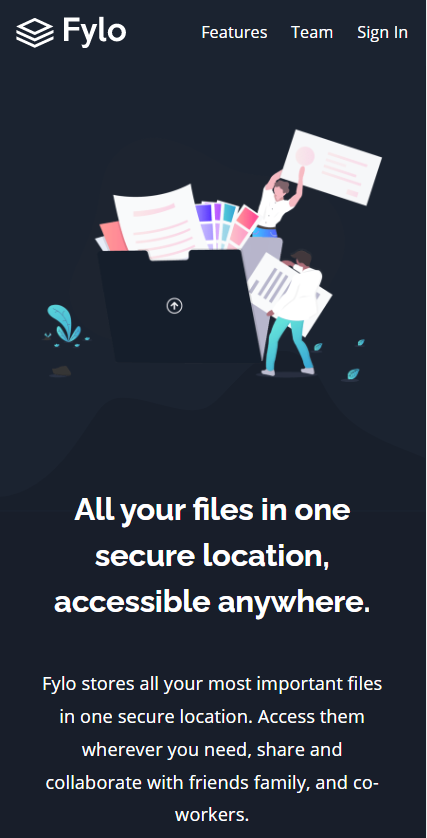 Fylo Features Team Sign In
All your files in one
secure location,
accessible anywhere.
Fylo stores all your most important files
in one secure location. Access them
wherever you need, share and
collaborate with friends family, and co-
workers.